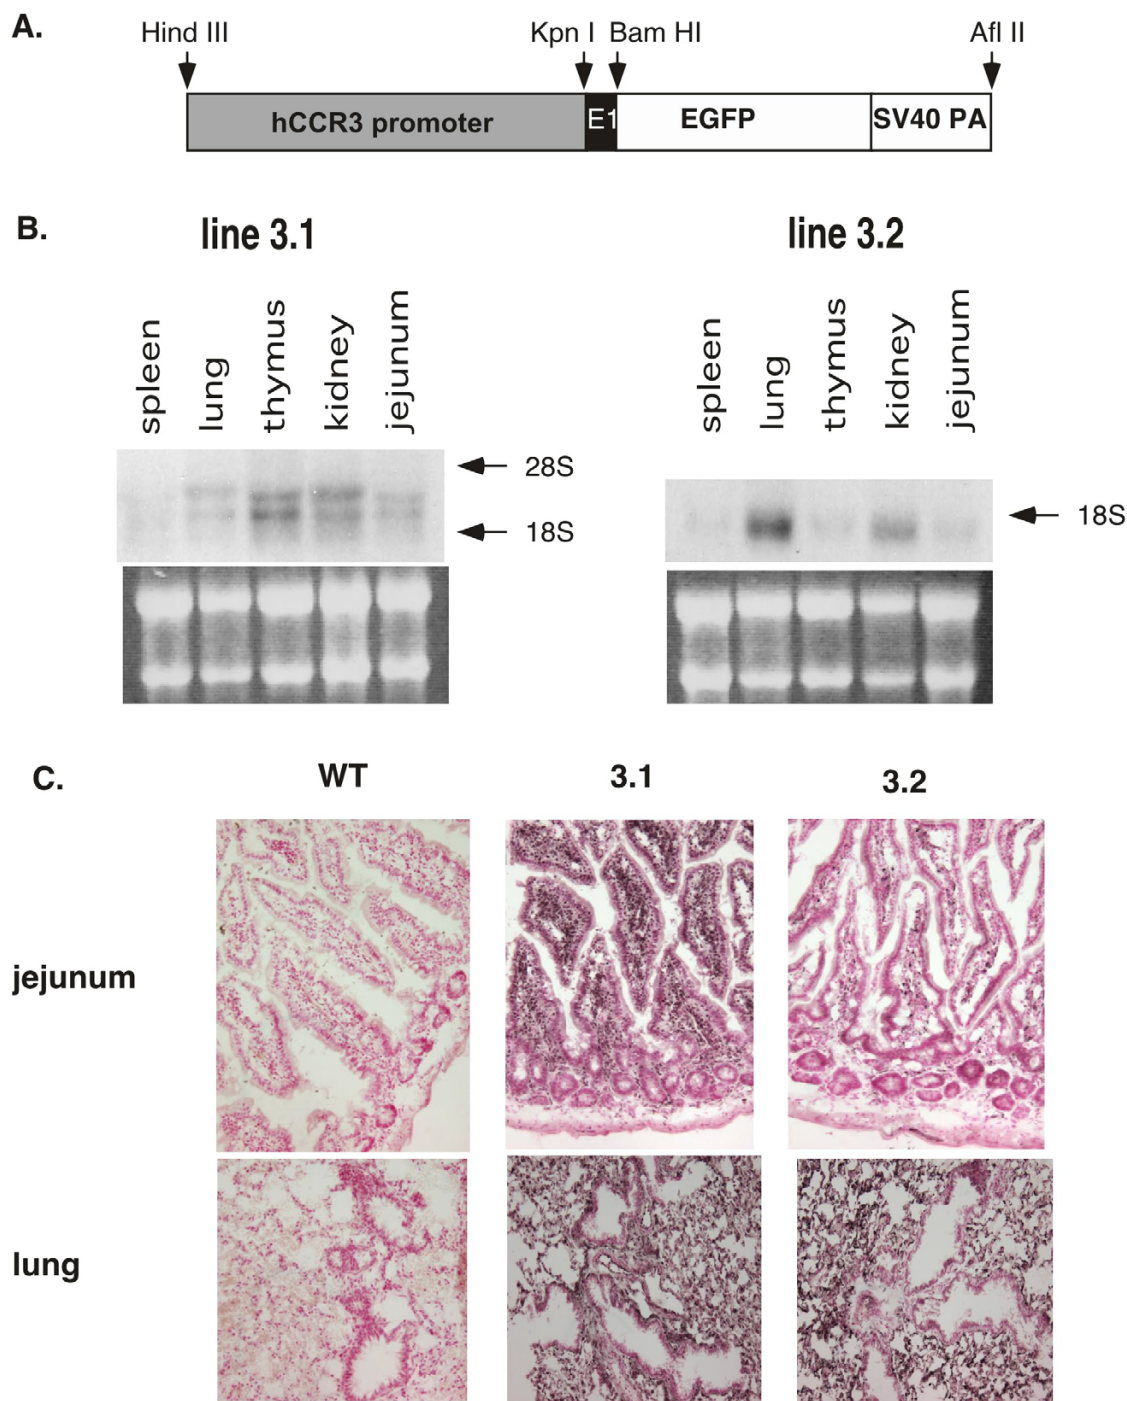 A.
Hind III Kpn I Bam HI Afl II
hCCR3 promoter E1 EGFP SV40 PA
B.
line 3.1 line 3.2
spleen lung thymus kidney jejunum spleen lung thymus kidney jejunum
28S
18S 18S
C.
WT 3.1 3.2
jejunum
lung